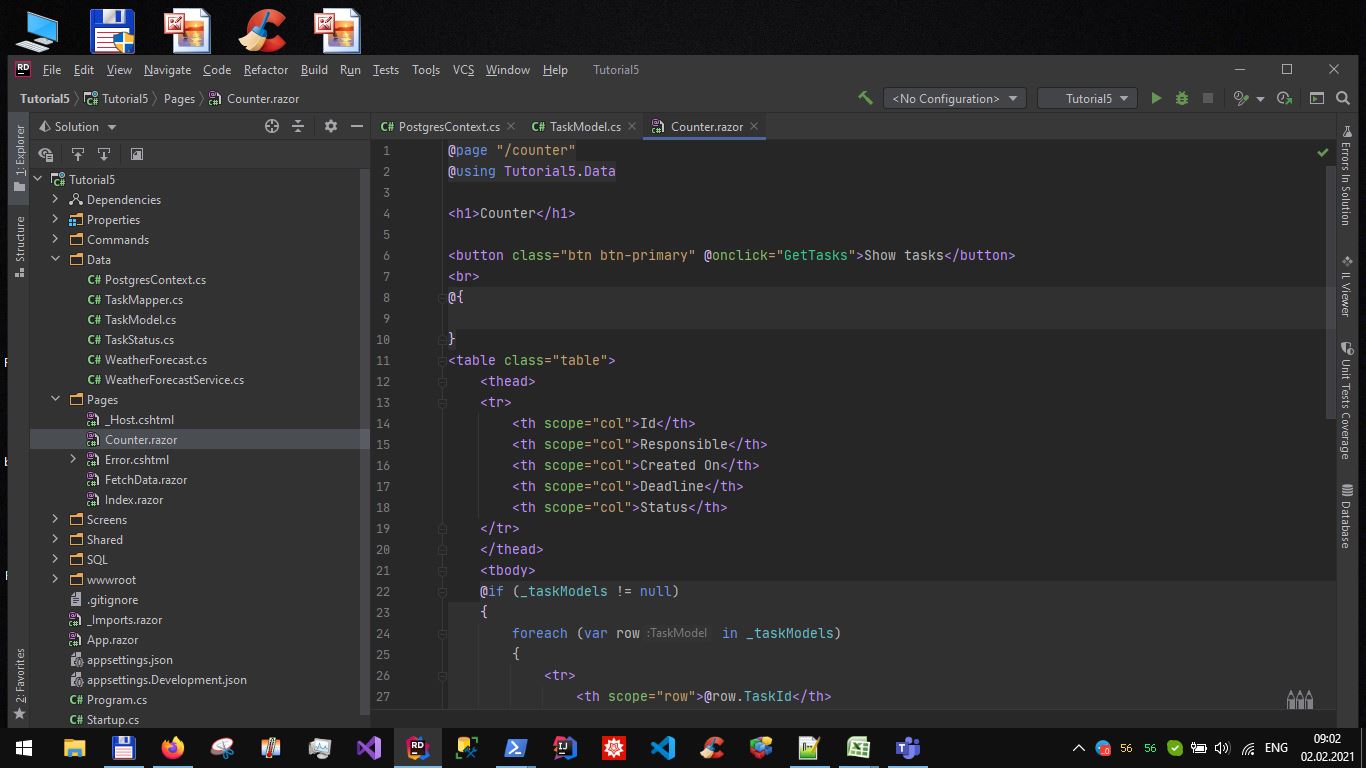 RD File Edit View Navigate Code Refactor Build Run Tests Tools VCS Window Help Tutorial5
Tutorial5 Tutorial5 Pages Counter.razor <No Configuration> Tutorial5
1: Explorer
Structure
2: Favorites
Solution
Tutorial5
Dependencies
Properties
Commands
Data
C# PostgresContext.cs
C# TaskMapper.cs
C# TaskModel.cs
C# TaskStatus.cs
C# WeatherForecast.cs
C# WeatherForecastService.cs
Pages
_Host.cshtml
Counter.razor
Error.cshtml
FetchData.razor
Index.razor
Screens
Shared
SQL
wwwroot
.gitignore
_Imports.razor
App.razor
appsettings.json
appsettings.Development.json
C# Program.cs
C# Startup.cs
C# PostgresContext.cs C# TaskModel.cs Counter.razor
1 @page "/counter"
2 @using Tutorial5.Data
3
4 <h1>Counter</h1>
5
6 <button class="btn btn-primary" @onclick="GetTasks">Show tasks</button>
7 <br>
8 @{
9
10 }
11 <table class="table">
12 <thead>
13 <tr>
14 <th scope="col">Id</th>
15 <th scope="col">Responsible</th>
16 <th scope="col">Created On</th>
17 <th scope="col">Deadline</th>
18 <th scope="col">Status</th>
19 </tr>
20 </thead>
21 <tbody>
22 @if (_taskModels != null)
23 {
24 foreach (var row :TaskModel in _taskModels)
25 {
26 <tr>
27 <th scope="row">@row.TaskId</th>
Errors In Solution
IL Viewer
Unit Tests Coverage
Database
RD IJ 56 56 ENG 09:02
02.02.2021